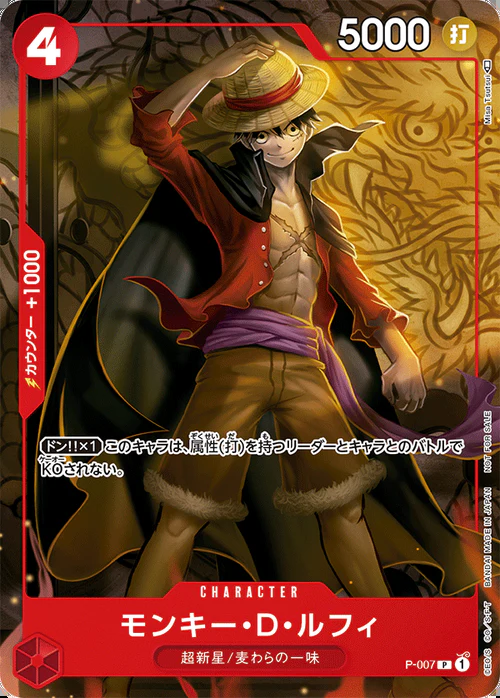 4
5000
打
Misa Tsutsui
カウンター +1000
ドン!!×1 このキャラは、属性(打)を持つリーダーとキャラとのバトルで
KOされない。
CHARACTER
モンキー・D・ルフィ
超新星/麦わらの一味
P-007 P 1
BANDAI MADE IN JAPAN NOT FOR SALE